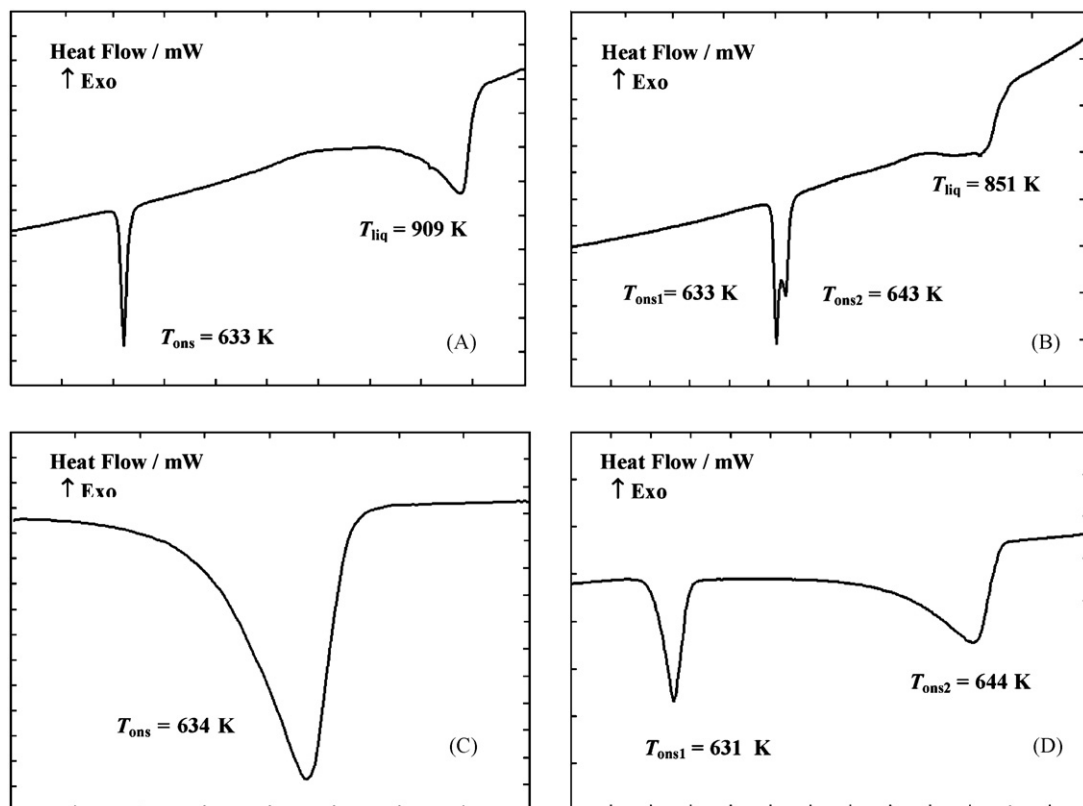 Heat Flow / mW
↑ Exo
T_liq = 909 K
T_ons = 633 K
(A)
Heat Flow / mW
↑ Exo
T_liq = 851 K
T_ons1= 633 K
T_ons2 = 643 K
(B)
Heat Flow / mW
↑ Exo
T_ons = 634 K
(C)
Heat Flow / mW
↑ Exo
T_ons2 = 644 K
T_ons1 = 631 K
(D)